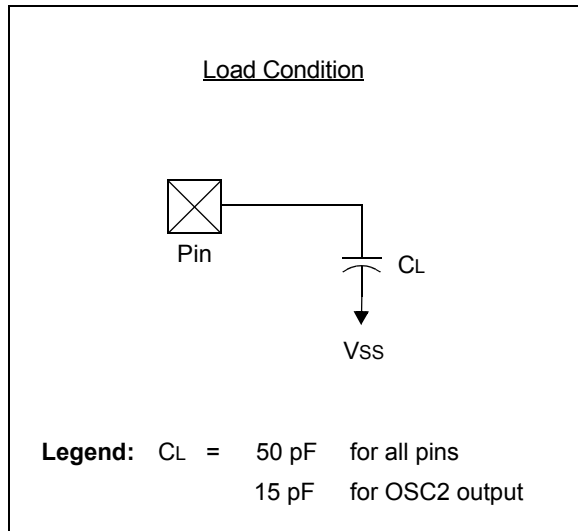 Load Condition
Pin
CL
VSS
Legend: CL = 50 pF for all pins
15 pF for OSC2 output